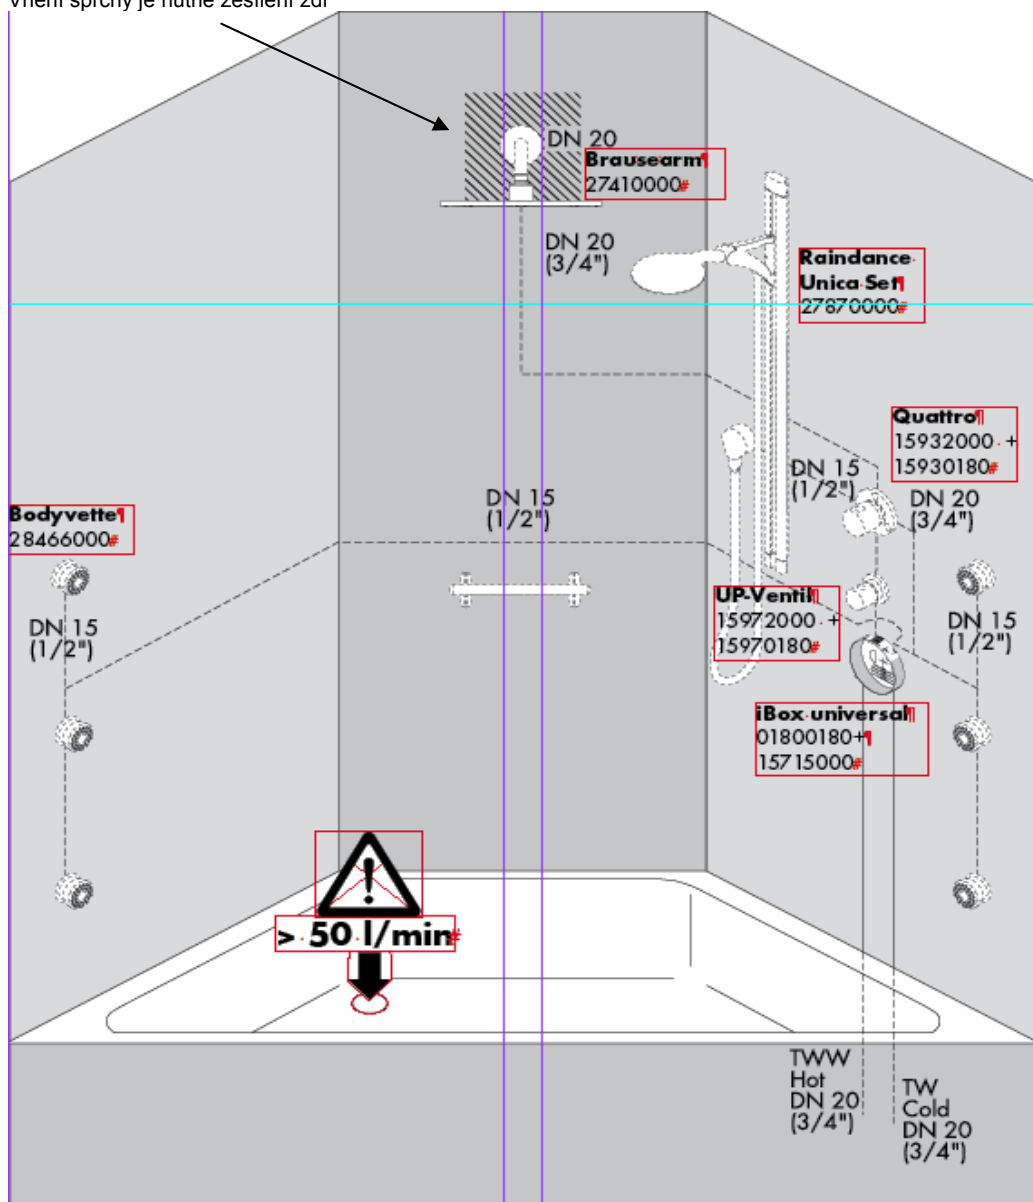 je nutné zesílení zdi
DN 20
Brausearm¶
27410000#
DN 20
(3/4")
Raindance·
Unica·Set¶
27870000#
Quattro¶
15932000·+
15930180#
DN 15
(1/2")
DN 20
(3/4")
DN 15
(1/2")
Bodyvette¶
28466000#
DN 15
(1/2")
UP-Ventil¶
15972000·+
15970180#
DN 15
(1/2")
iBox·universal¶
01800180+¶
15715000#
!
>·50·l/min#
TWW
Hot
DN 20
(3/4")
TW
Cold
DN 20
(3/4")